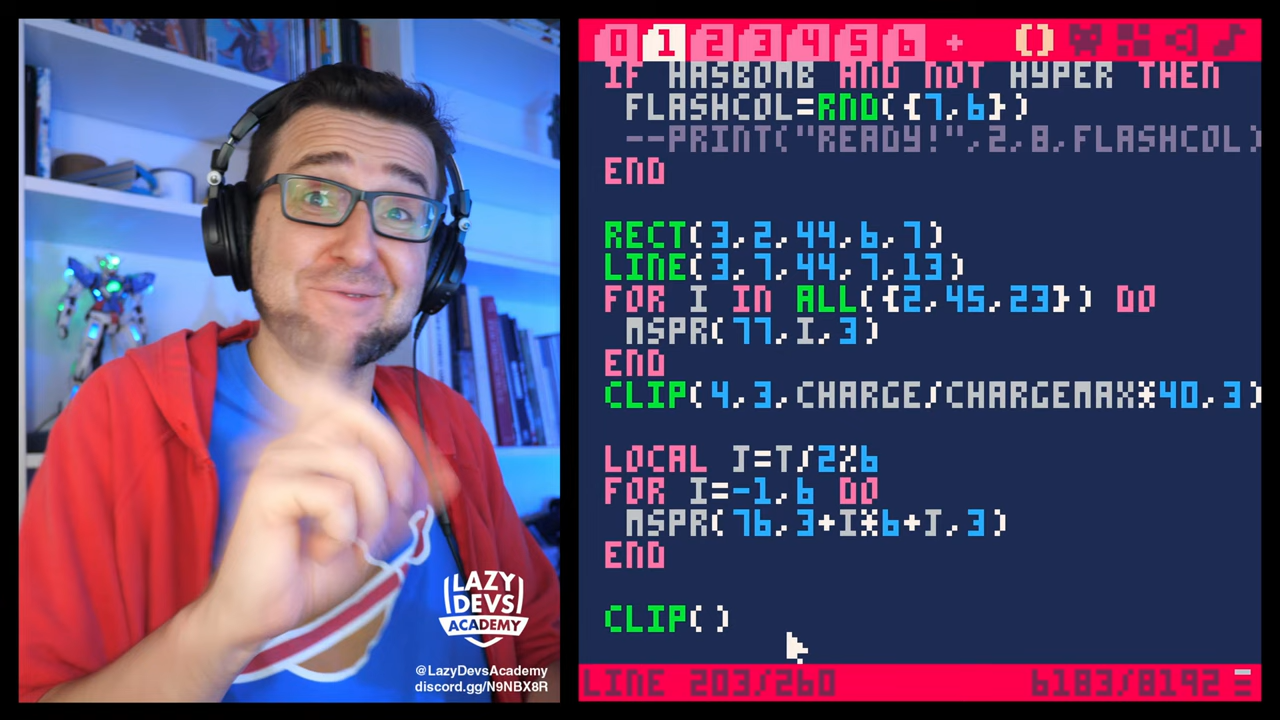 0 1 2 3 4 5 6 +
IF HASBOMB AND NOT HYPER THEN
FLASHCOL=RND({7,6})
--PRINT("READY!",2,8,FLASHCOL)
END
RECT(3,2,44,6,7)
LINE(3,7,44,7,13)
FOR I IN ALL({2,45,23}) DO
MSPR(77,I,3)
END
CLIP(4,3,CHARGE/CHARGEMAX*40,3)
LOCAL J=T/2%6
FOR I=-1,6 DO
MSPR(76,3+I*6+J,3)
END
CLIP()
LINE 203/260
6183/8192
LAZY
DEVS
ACADEMY
@LazyDevsAcademy
discord.gg/N9NBX8R